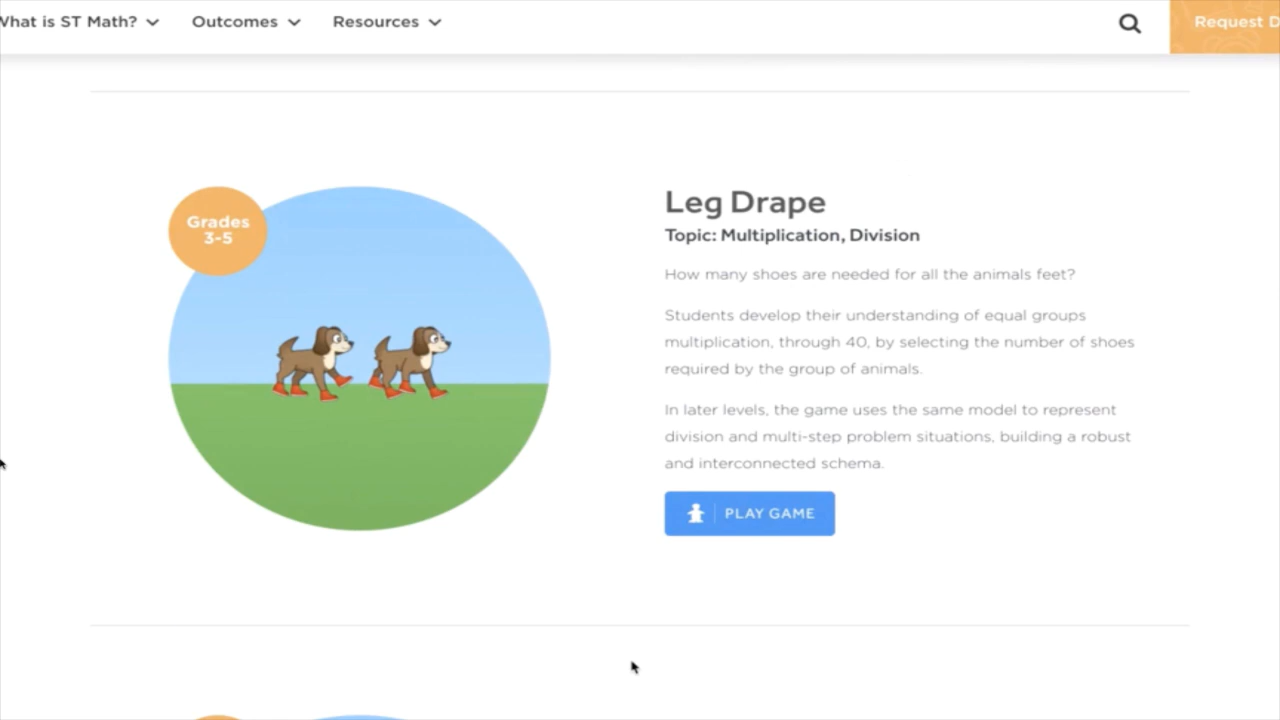 What is ST Math?
Outcomes
Resources
Request D
Grades
3-5
Leg Drape
Topic: Multiplication, Division
How many shoes are needed for all the animals feet?
Students develop their understanding of equal groups
multiplication, through 40, by selecting the number of shoes
required by the group of animals.
In later levels, the game uses the same model to represent
division and multi-step problem situations, building a robust
and interconnected schema.
PLAY GAME